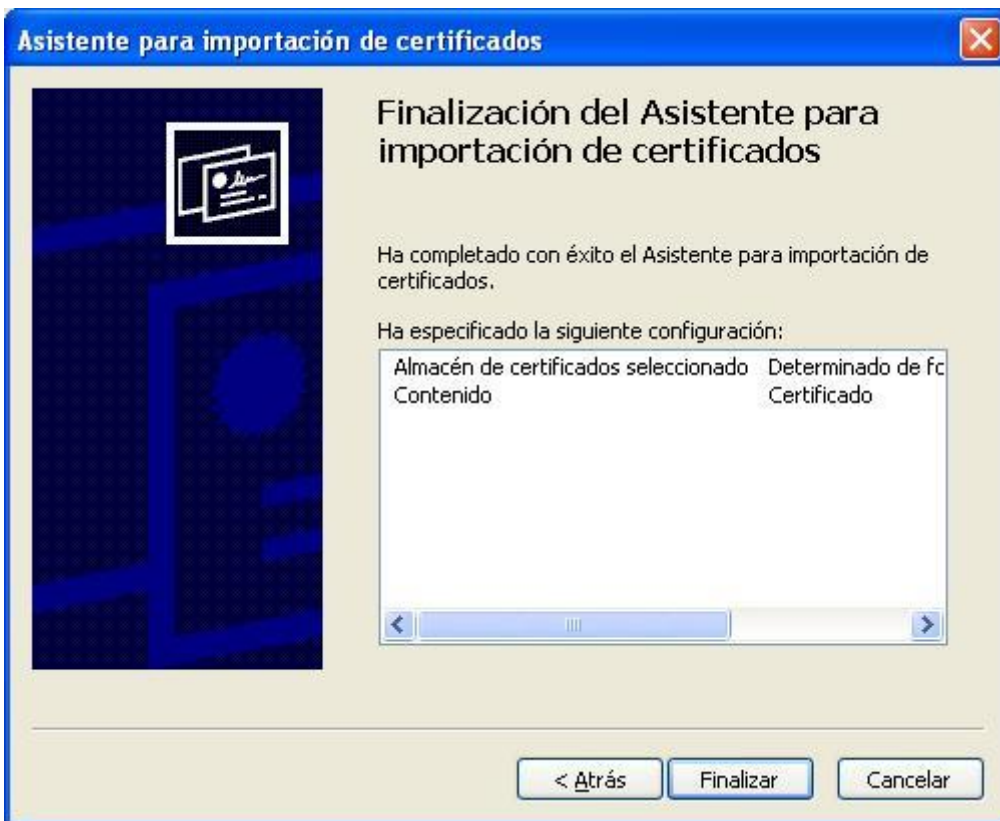 Asistente para importación de certificados
Finalización del Asistente para
importación de certificados
Ha completado con éxito el Asistente para importación de
certificados.
Ha especificado la siguiente configuración:
Almacén de certificados seleccionado Determinado de fo
Contenido Certificado
< Atrás Finalizar Cancelar